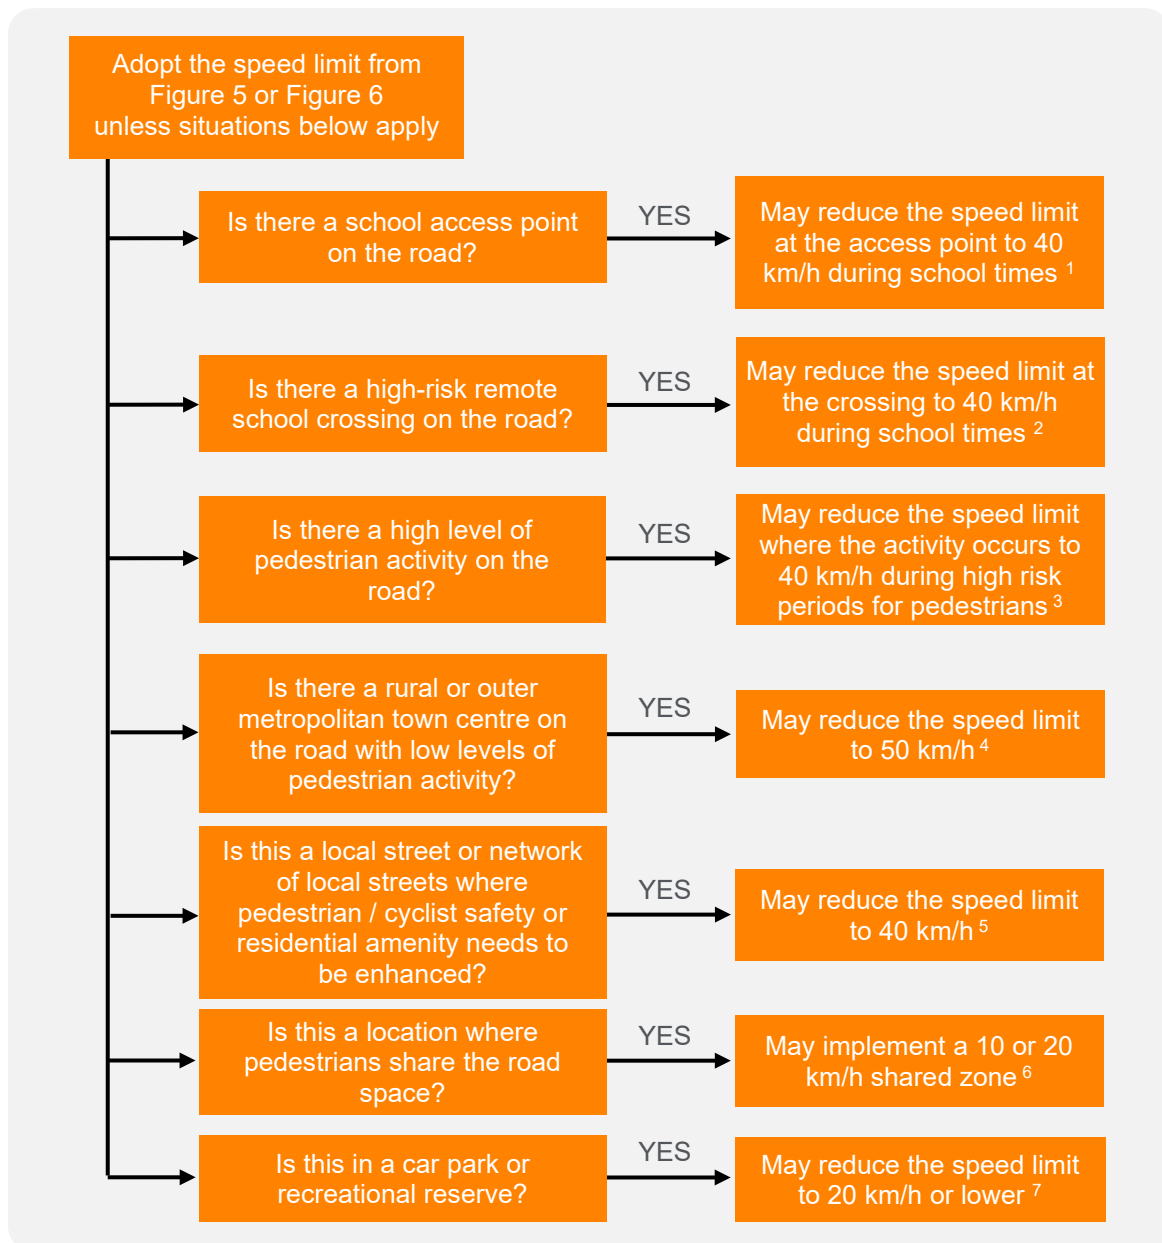 Adopt the speed limit from
Figure 5 or Figure 6
unless situations below apply
Is there a school access point
on the road?
YES
May reduce the speed limit
at the access point to 40
km/h during school times 1
Is there a high-risk remote
school crossing on the road?
YES
May reduce the speed limit at
the crossing to 40 km/h
during school times 2
Is there a high level of
pedestrian activity on the
road?
YES
May reduce the speed limit
where the activity occurs to
40 km/h during high risk
periods for pedestrians 3
Is there a rural or outer
metropolitan town centre on
the road with low levels of
pedestrian activity?
YES
May reduce the speed limit
to 50 km/h 4
Is this a local street or network
of local streets where
pedestrian / cyclist safety or
residential amenity needs to
be enhanced?
YES
May reduce the speed limit
to 40 km/h 5
Is this a location where
pedestrians share the road
space?
YES
May implement a 10 or 20
km/h shared zone 6
Is this in a car park or
recreational reserve?
YES
May reduce the speed limit
to 20 km/h or lower 7